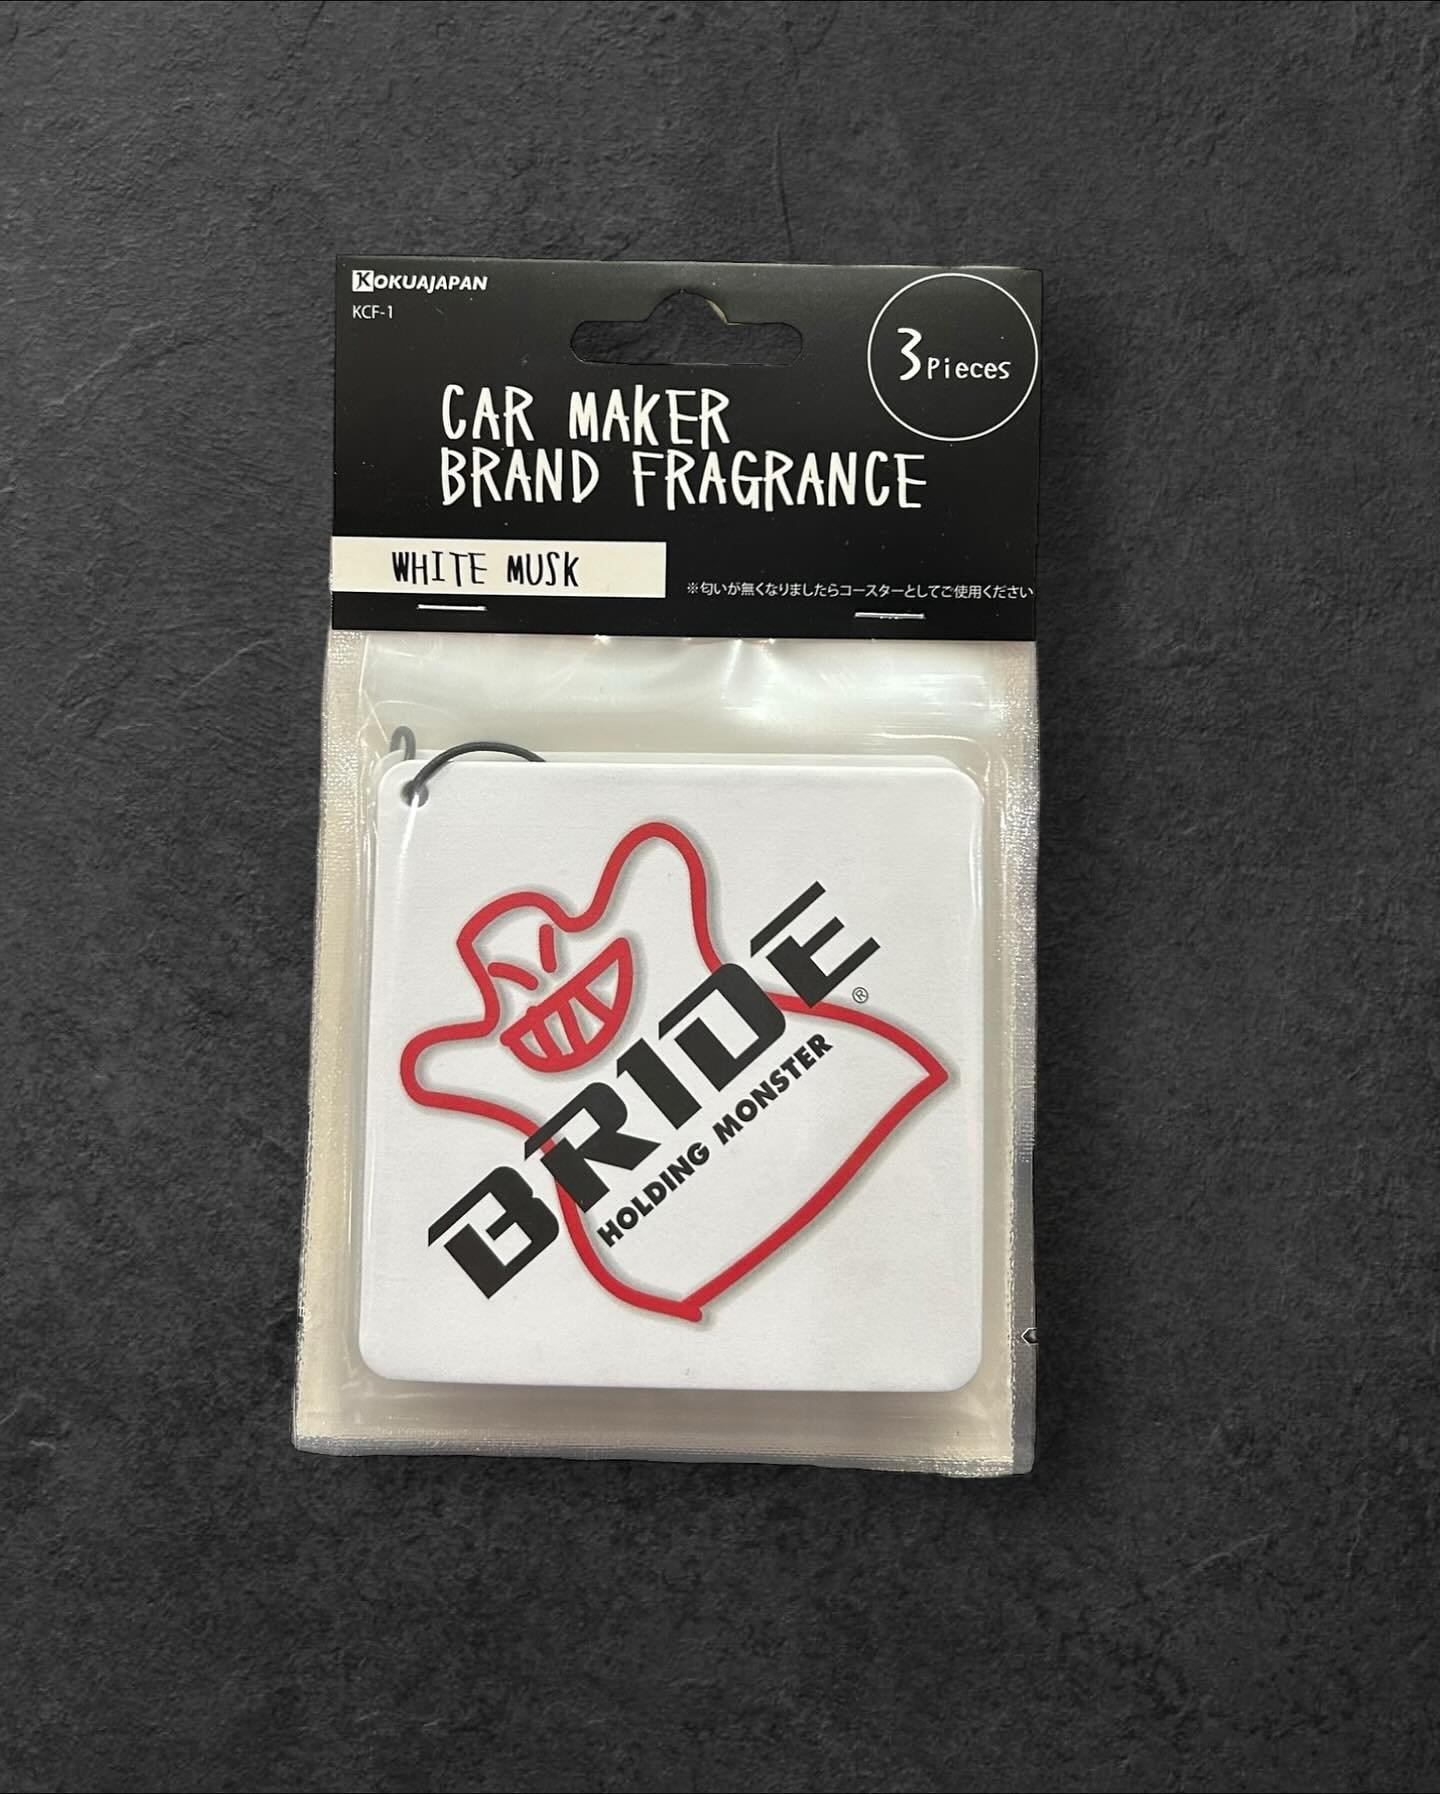 KOKUAJAPAN
KCF-1
3 Pieces
CAR MAKER
BRAND FRAGRANCE
WHITE MUSK
※匂いが無くなりましたらコースターとしてご使用ください
BRIDE®
HOLDING MONSTER